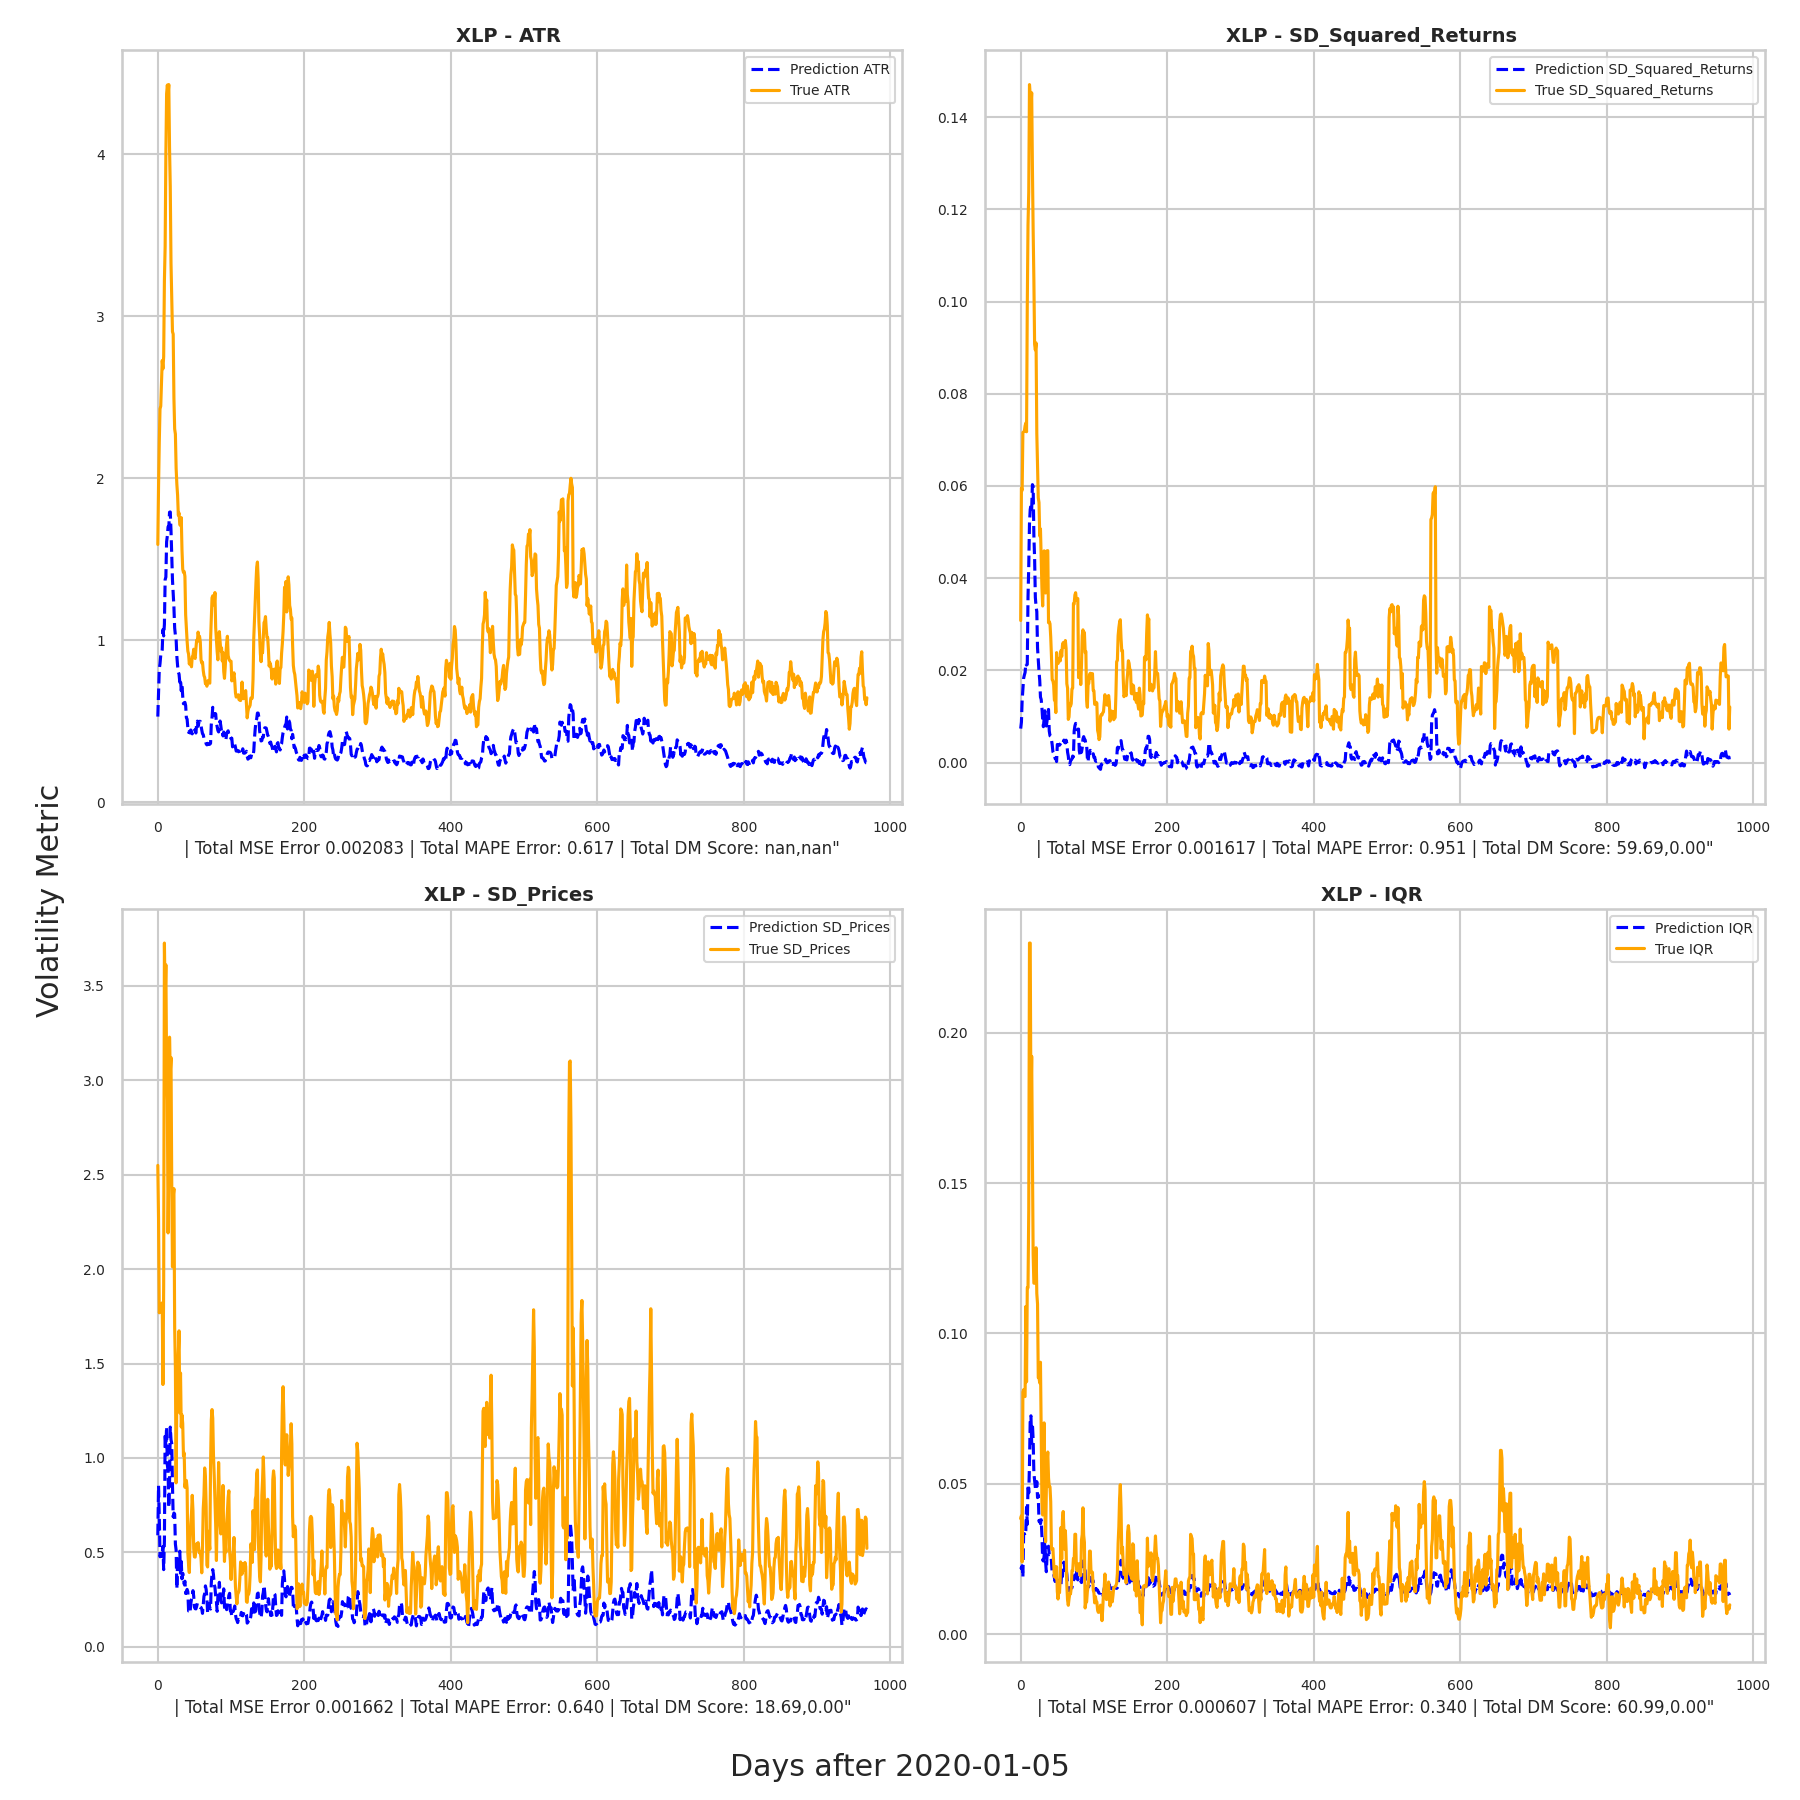 XLP - ATR
Prediction ATR
True ATR
4
3
2
1
0
0 200 400 600 800 1000
| Total MSE Error 0.002083 | Total MAPE Error: 0.617 | Total DM Score: nan,nan"
XLP - SD_Squared_Returns
Prediction SD_Squared_Returns
True SD_Squared_Returns
0.14
0.12
0.10
0.08
0.06
0.04
0.02
0.00
0 200 400 600 800 1000
| Total MSE Error 0.001617 | Total MAPE Error: 0.951 | Total DM Score: 59.69,0.00"
Volatility Metric
XLP - SD_Prices
Prediction SD_Prices
True SD_Prices
3.5
3.0
2.5
2.0
1.5
1.0
0.5
0.0
0 200 400 600 800 1000
| Total MSE Error 0.001662 | Total MAPE Error: 0.640 | Total DM Score: 18.69,0.00"
XLP - IQR
Prediction IQR
True IQR
0.20
0.15
0.10
0.05
0.00
0 200 400 600 800 1000
| Total MSE Error 0.000607 | Total MAPE Error: 0.340 | Total DM Score: 60.99,0.00"
Days after 2020-01-05